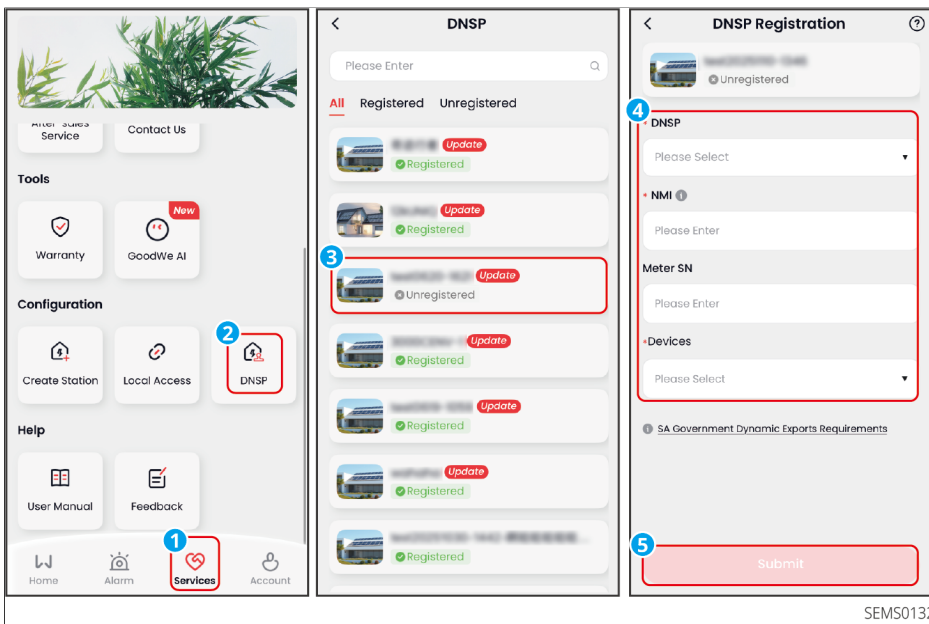 After Sales
Service
Contact Us
Tools
Warranty
New
GoodWe AI
Configuration
Create Station
Local Access
2
DNSP
Help
User Manual
Feedback
1
Home
Alarm
Services
Account
DNSP
Please Enter
All Registered Unregistered
Update
Registered
Update
Registered
3
Update
Unregistered
Update
Registered
Update
Registered
Update
Registered
Registered
DNSP Registration
Unregistered
4
* DNSP
Please Select
* NMI
Please Enter
Meter SN
Please Enter
*Devices
Please Select
SA Government Dynamic Exports Requirements
5
Submit
SEMS0132